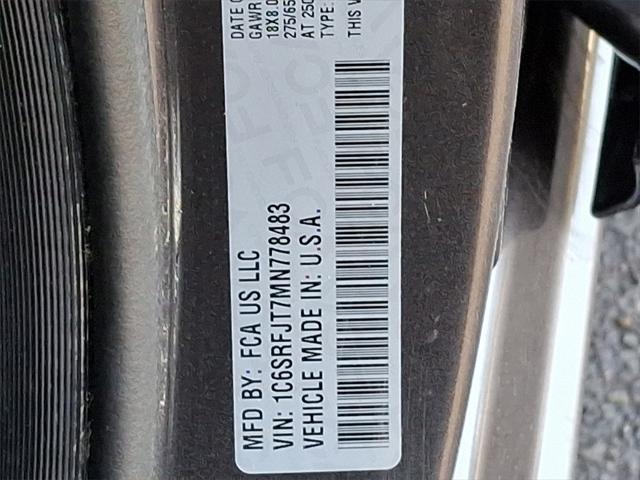 MFD BY: FCA US LLC
VIN: 1C6SRFJT7MN778483
VEHICLE MADE IN: U.S.A.
DATE O
GAWR
18X8.0
275/65
AT 250
TYPE:
THIS V